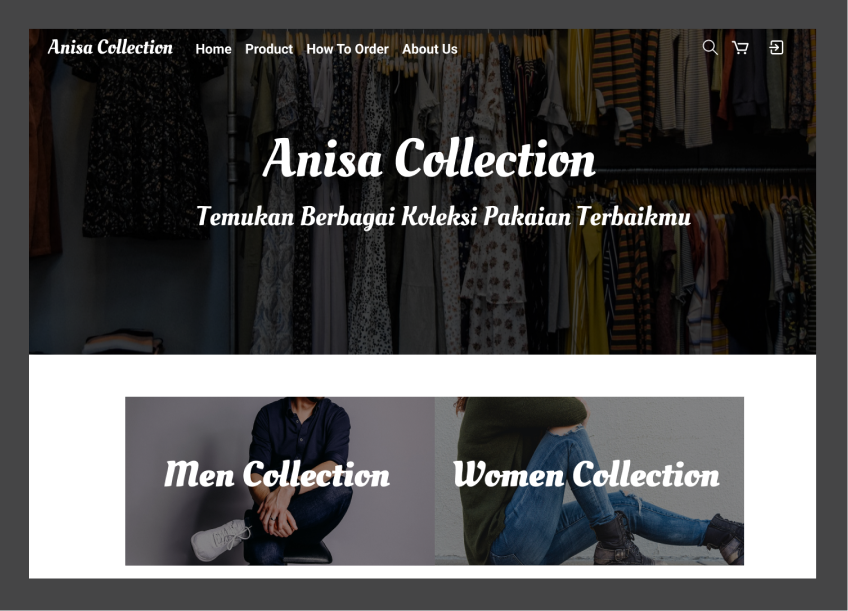 Anisa Collection
Home Product How To Order About Us
Anisa Collection
Temukan Berbagai Koleksi Pakaian Terbaikmu
Men Collection
Women Collection